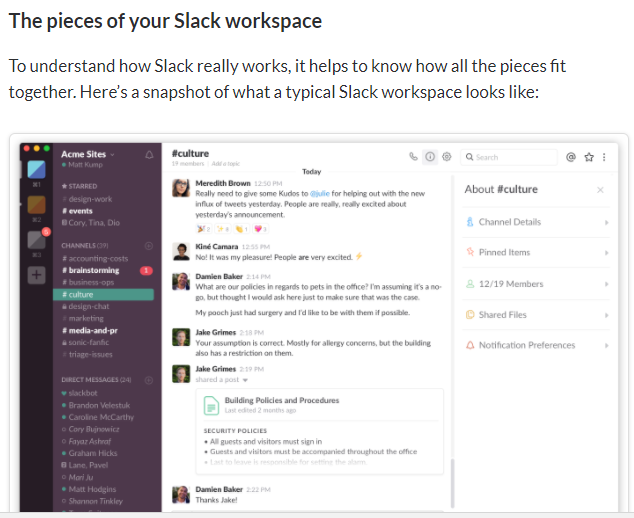 The pieces of your Slack workspace
To understand how Slack really works, it helps to know how all the pieces fit
together. Here's a snapshot of what a typical Slack workspace looks like:
Acme Sites
Matt Kump
⌘1
⌘2
5
⌘3
+
★ STARRED
# design-work
# events
Cory, Tina, Dio
CHANNELS (29)
# accounting-costs
# brainstorming 1
# business-ops
# culture
design-chat
# marketing
# media-and-pr
sonic-fanfic
# triage-issues
DIRECT MESSAGES (24)
slackbot
Brandon Velestuk
Caroline McCarthy
Cory Bujnowicz
Fayaz Ashraf
Graham Hicks
Lane, Pavel
Mari Ju
Matt Hodgins
Shannon Tinkley
#culture
19 members | Add a topic
Search
Today
Meredith Brown 12:50 PM
Really need to give some Kudos to @julie for helping out with the new
influx of tweets yesterday. People are really, really excited about
yesterday's announcement.
Kiné Camara 12:55 PM
No! It was my pleasure! People are very excited.
Damien Baker 2:14 PM
What are our policies in regards to pets in the office? I'm assuming it's a no-
go, but thought I would ask here just to make sure that was the case.
My pooch just had surgery and I'd like to be with them if possible.
Jake Grimes 2:18 PM
Your assumption is correct. Mostly for allergy concerns, but the building
also has a restriction on them.
Jake Grimes 2:19 PM
shared a post
Building Policies and Procedures
Last edited 2 months ago
SECURITY POLICIES
• All guests and visitors must sign in
• Guests and visitors must be accompanied throughout the office
• Last to leave is responsible for setting the alarm.
Damien Baker 2:22 PM
Thanks Jake!
About #culture
Channel Details
Pinned Items
12/19 Members
Shared Files
Notification Preferences